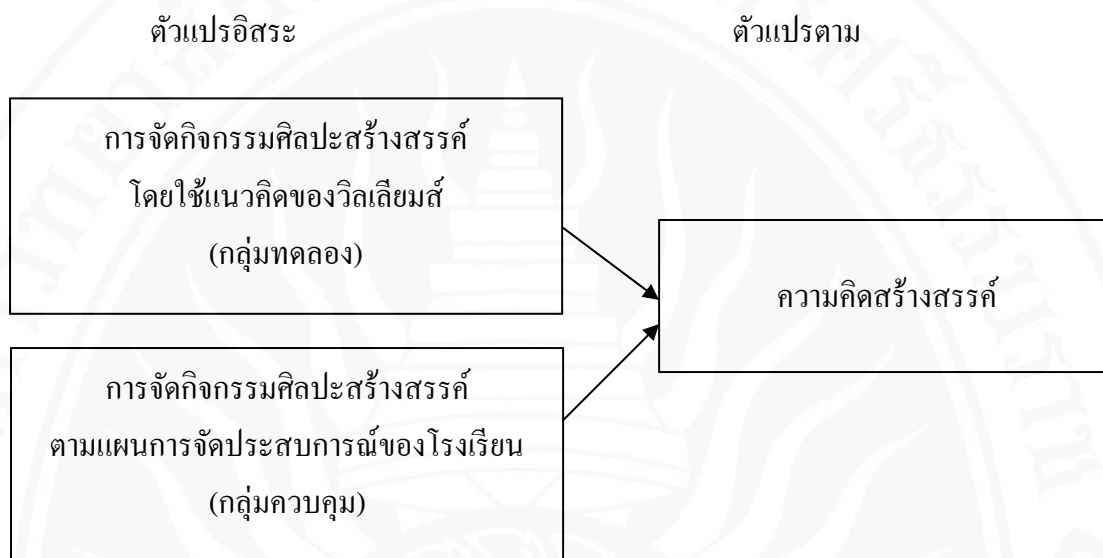 ตัวแปรอิสระ
ตัวแปรตาม
การจัดกิจกรรมศิลปะสร้างสรรค์
โดยใช้แนวคิดของวิลเลียมส์
(กลุ่มทดลอง)
ความคิดสร้างสรรค์
การจัดกิจกรรมศิลปะสร้างสรรค์
ตามแผนการจัดประสบการณ์ของโรงเรียน
(กลุ่มควบคุม)